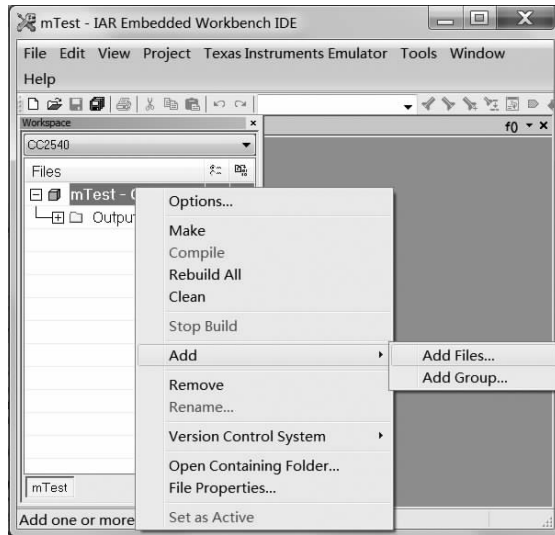 mTest - IAR Embedded Workbench IDE
File Edit View Project Texas Instruments Emulator Tools Window
Help
Workspace
f()
CC2540
Files
mTest -
Outpu
Options...
Make
Compile
Rebuild All
Clean
Stop Build
Add
Add Files...
Add Group...
Remove
Rename...
Version Control System
Open Containing Folder...
File Properties...
Set as Active
mTest
Add one or more